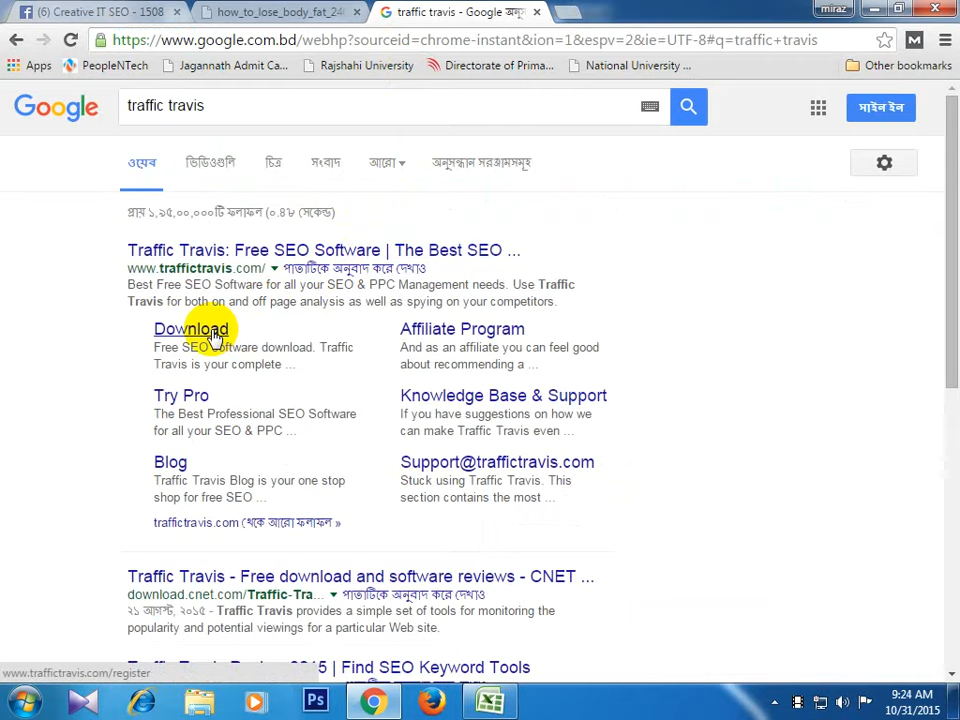 (6) Creative IT SEO - 1508
how_to_lose_body_fat_24
traffic travis - Google অনু
miraz
https://www.google.com.bd/webhp?sourceid=chrome-instant&ion=1&espv=2&ie=UTF-8#q=traffic+travis
Apps
PeopleNTech
Jagannath Admit Ca...
Rajshahi University
Directorate of Prima...
National University ...
Other bookmarks
Google
traffic travis
সাইন ইন
ওয়েব
ভিডিওগুলি
চিত্র
সংবাদ
আরো
অনুসন্ধান সরঞ্জামসমূহ
প্রায় ১,৯৫,০০,০০০টি ফলাফল (০.৪৮ সেকেন্ড)
Traffic Travis: Free SEO Software | The Best SEO ...
www.traffictravis.com/ পাতাটিকে অনুবাদ করে দেখাও
Best Free SEO Software for all your SEO & PPC Management needs. Use Traffic
Travis for both on and off page analysis as well as spying on your competitors.
Download
Free SEO software download. Traffic
Travis is your complete ...
Affiliate Program
And as an affiliate you can feel good
about recommending a ...
Try Pro
The Best Professional SEO Software
for all your SEO & PPC ...
Knowledge Base & Support
If you have suggestions on how we
can make Traffic Travis even ...
Blog
Traffic Travis Blog is your one stop
shop for free SEO ...
Support@traffictravis.com
Stuck using Traffic Travis. This
section contains the most ...
traffictravis.com থেকে আরো ফলাফল »
Traffic Travis - Free download and software reviews - CNET ...
download.cnet.com/Traffic-Tra... পাতাটিকে অনুবাদ করে দেখাও
২১ আগস্ট, ২০১৫ - Traffic Travis provides a simple set of tools for monitoring the
popularity and potential viewings for a particular Web site.
Traffic Travis Review 2015 | Find SEO Keyword Tools
www.traffictravis.com/register
Ps
9:24 AM
10/31/2015